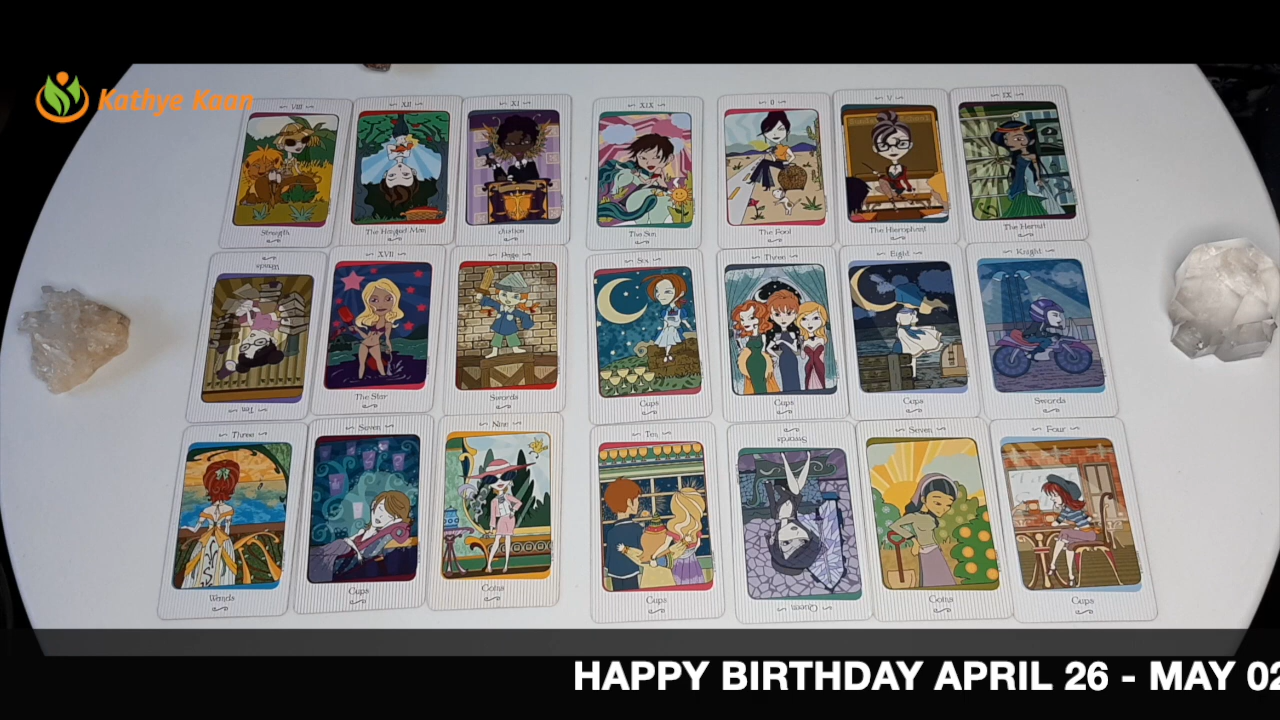 Kathye Kaan
VIII
XII
XI
XIX
II
V
IX
Strength
The Hanged Man
Justice
The Sun
The Fool
The Hierophant
The Hermit
Wands
XVII
Page
Six
Three
Eight
Knight
Ten
The Star
Swords
Cups
Cups
Cups
Swords
Three
Seven
Nine
Ten
Swords
Seven
Four
Wands
Cups
Coins
Cups
Queen
Coins
Cups
HAPPY BIRTHDAY APRIL 26 - MAY 02